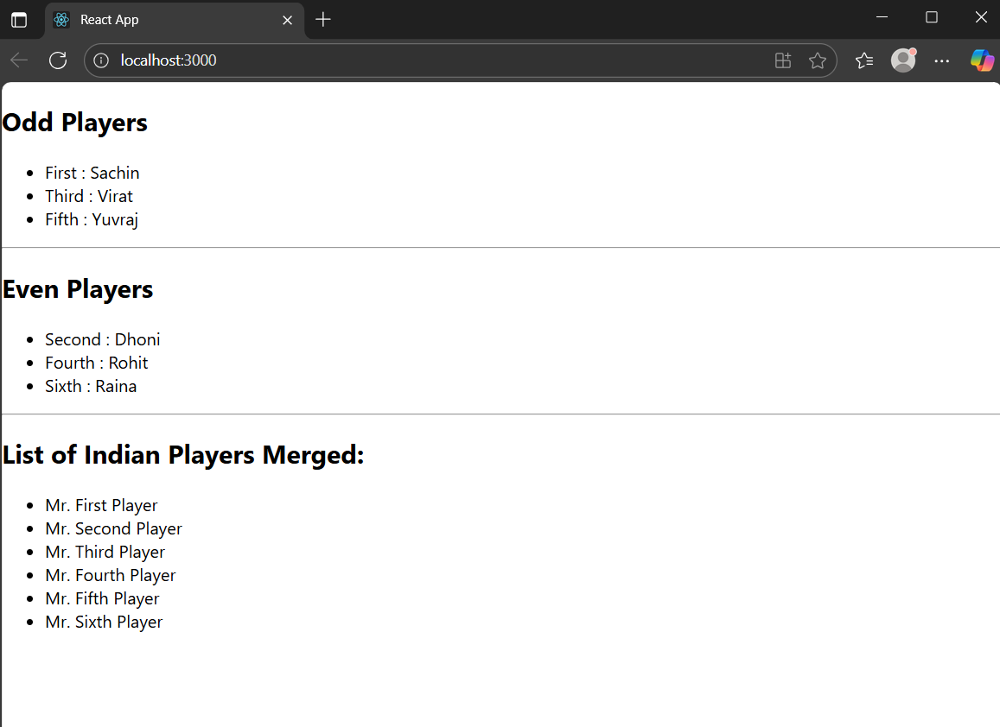 React App
localhost:3000
Odd Players
First : Sachin
Third : Virat
Fifth : Yuvraj
Even Players
Second : Dhoni
Fourth : Rohit
Sixth : Raina
List of Indian Players Merged:
Mr. First Player
Mr. Second Player
Mr. Third Player
Mr. Fourth Player
Mr. Fifth Player
Mr. Sixth Player